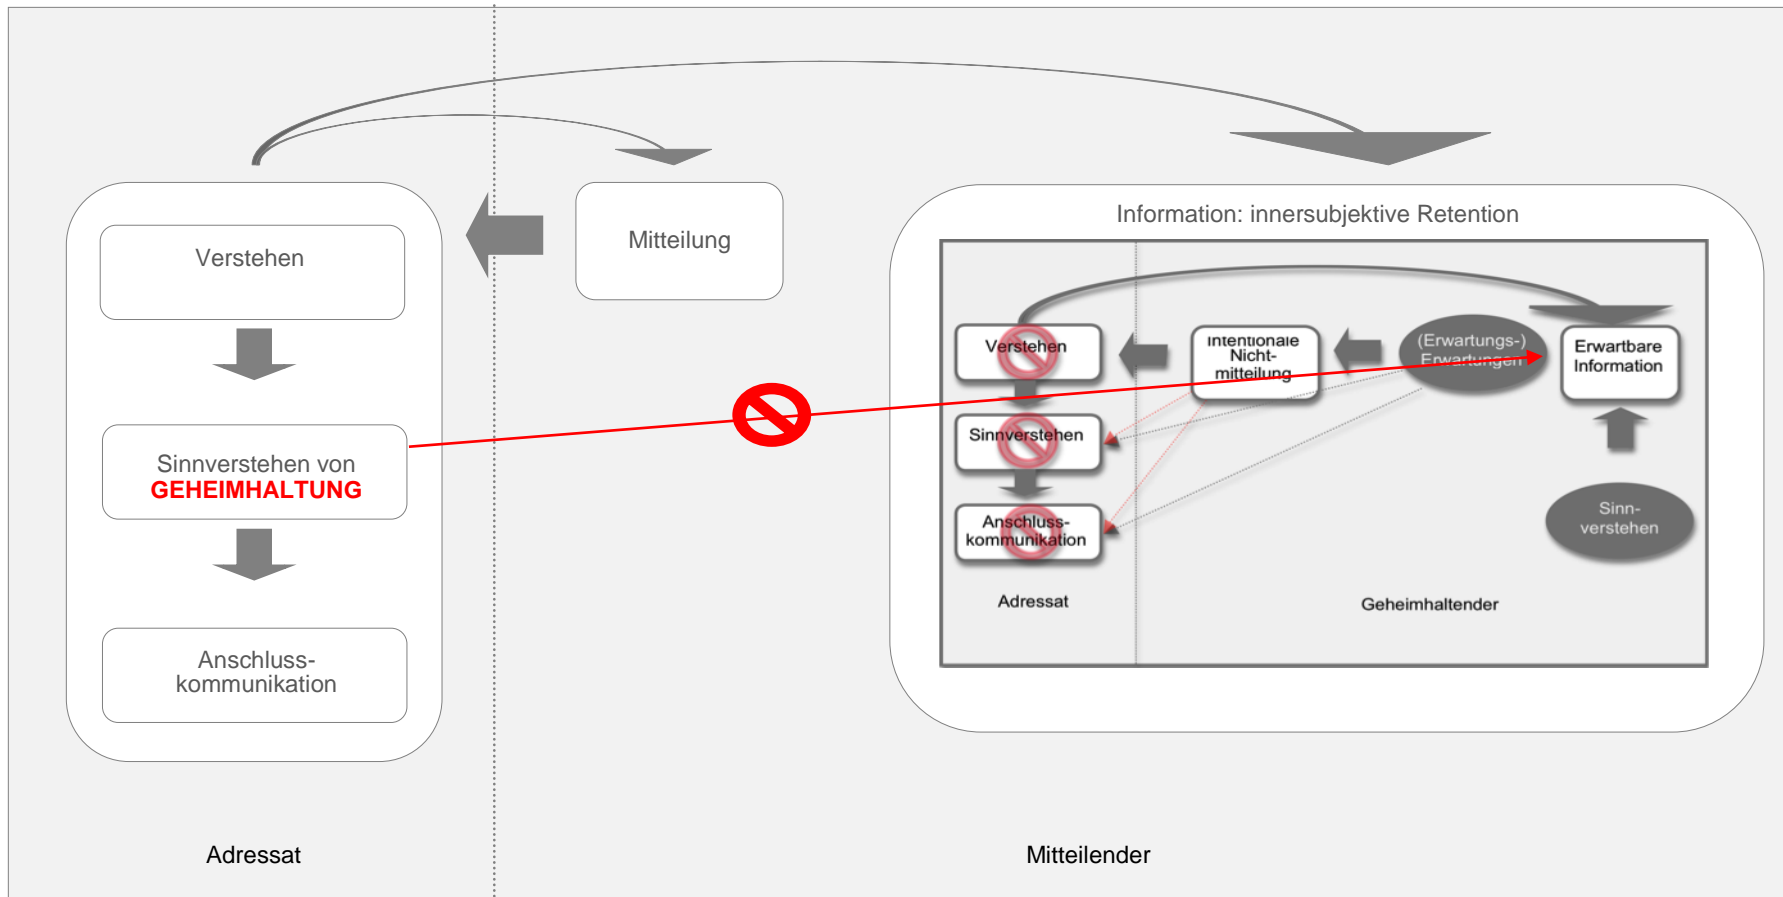 Verstehen
Sinnverstehen von
GEHEIMHALTUNG
Anschluss-
kommunikation
Adressat
Mitteilung
Information: innersubjektive Retention
Verstehen
Sinnverstehen
Anschluss-
kommunikation
Adressat
Intentionale
Nicht-
mitteilung
(Erwartungs-)
Erwartungen
Erwartbare
Information
Sinn-
verstehen
Geheimhaltender
Mitteilender